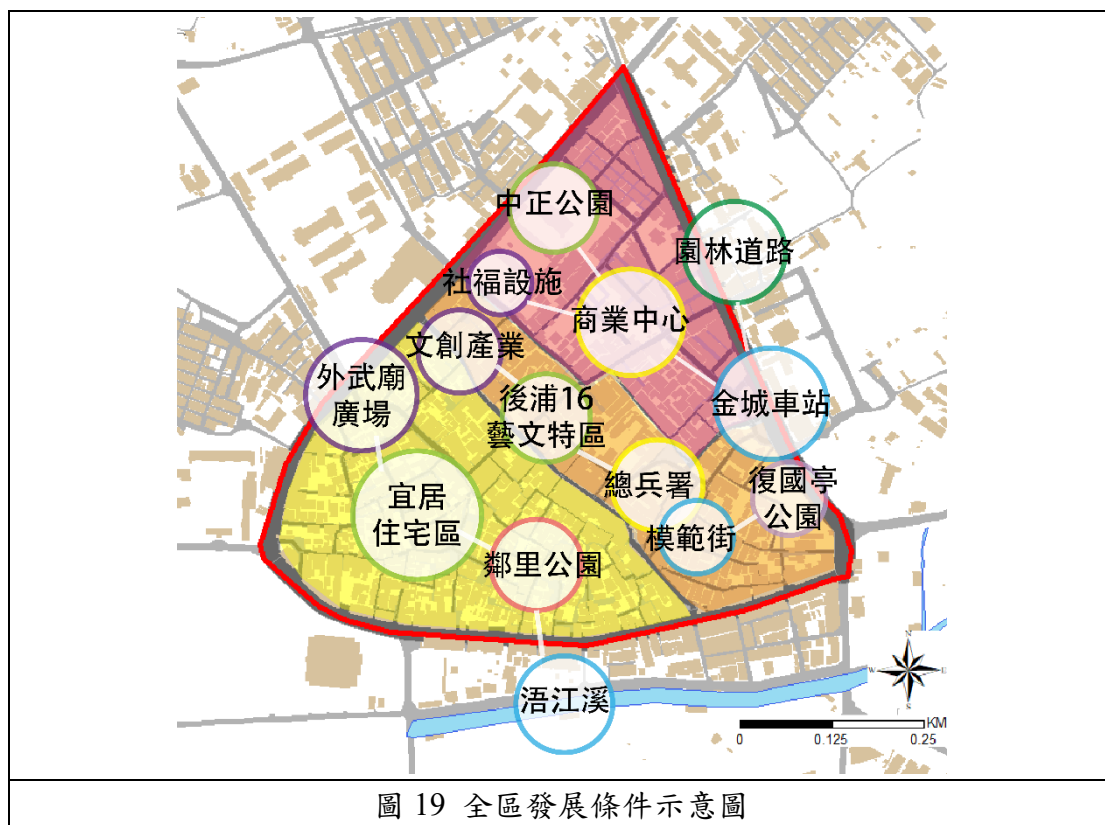 中正公園
園林道路
社福設施
商業中心
文創產業
外武廟
廣場
後浦16
藝文特區
金城車站
宜居
住宅區
總兵署
復國亭
公園
模範街
鄰里公園
浯江溪
N
W
E
S
KM
0
0.125
0.25
圖 19 全區發展條件示意圖